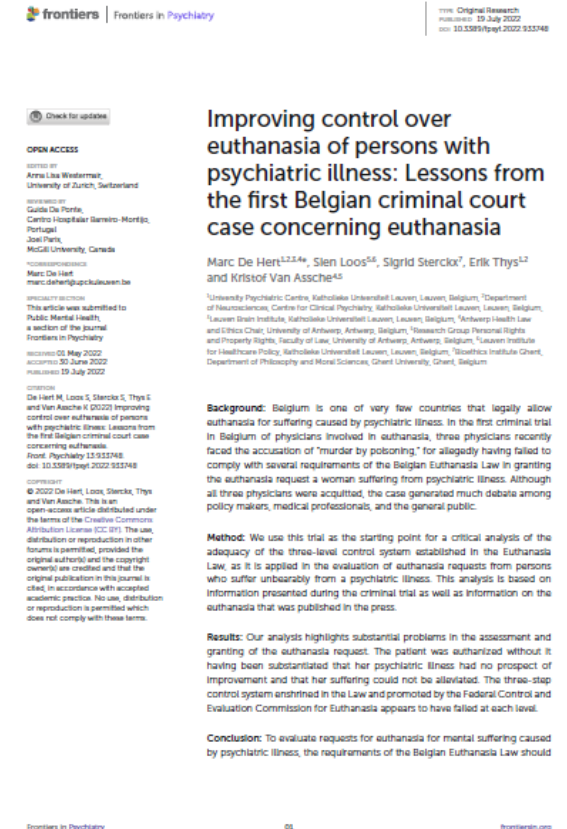 frontiers | Frontiers in Psychiatry
TYPE Original Research
PUBLISHED 19 July 2022
DOI 10.3389/fpsyt.2022.933748
Check for updates
OPEN ACCESS
EDITED BY
Anna Lisa Westermair,
University of Zurich, Switzerland
REVIEWED BY
Guida Da Ponte,
Centro Hospitalar Barreiro-Montijo,
Portugal
Joel Paris,
McGill University, Canada
*CORRESPONDENCE
Marc De Hert
marc.dehert@upckuleuven.be
SPECIALTY SECTION
This article was submitted to
Public Mental Health,
a section of the journal
Frontiers in Psychiatry
RECEIVED 01 May 2022
ACCEPTED 30 June 2022
PUBLISHED 19 July 2022
CITATION
De Hert M, Loos S, Sterckx S, Thys E
and Van Assche K (2022) Improving
control over euthanasia of persons
with psychiatric illness: Lessons from
the first Belgian criminal court case
concerning euthanasia.
Front. Psychiatry 13:933748.
doi: 10.3389/fpsyt.2022.933748
COPYRIGHT
© 2022 De Hert, Loos, Sterckx, Thys
and Van Assche. This is an
open-access article distributed under
the terms of the Creative Commons
Attribution License (CC BY). The use,
distribution or reproduction in other
forums is permitted, provided the
original author(s) and the copyright
owner(s) are credited and that the
original publication in this journal is
cited, in accordance with accepted
academic practice. No use, distribution
or reproduction is permitted which
does not comply with these terms.
Improving control over
euthanasia of persons with
psychiatric illness: Lessons from
the first Belgian criminal court
case concerning euthanasia
Marc De Hert1,2,3,4*, Sien Loos5,6, Sigrid Sterckx7, Erik Thys1,2
and Kristof Van Assche4,5
1University Psychiatric Centre, Katholieke Universiteit Leuven, Leuven, Belgium, 2Department
of Neurosciences, Centre for Clinical Psychiatry, Katholieke Universiteit Leuven, Leuven, Belgium,
3Leuven Brain Institute, Katholieke Universiteit Leuven, Leuven, Belgium, 4Antwerp Health Law
and Ethics Chair, University of Antwerp, Antwerp, Belgium, 5Research Group Personal Rights
and Property Rights, Faculty of Law, University of Antwerp, Antwerp, Belgium, 6Leuven Institute
for Healthcare Policy, Katholieke Universiteit Leuven, Leuven, Belgium, 7Bioethics Institute Ghent,
Department of Philosophy and Moral Sciences, Ghent University, Ghent, Belgium
Background: Belgium is one of very few countries that legally allow
euthanasia for suffering caused by psychiatric illness. In the first criminal trial
in Belgium of physicians involved in euthanasia, three physicians recently
faced the accusation of "murder by poisoning," for allegedly having failed to
comply with several requirements of the Belgian Euthanasia Law in granting
the euthanasia request a woman suffering from psychiatric illness. Although
all three physicians were acquitted, the case generated much debate among
policy makers, medical professionals, and the general public.
Method: We use this trial as the starting point for a critical analysis of the
adequacy of the three-level control system established in the Euthanasia
Law, as it is applied in the evaluation of euthanasia requests from persons
who suffer unbearably from a psychiatric illness. This analysis is based on
information presented during the criminal trial as well as information on the
euthanasia that was published in the press.
Results: Our analysis highlights substantial problems in the assessment and
granting of the euthanasia request. The patient was euthanized without it
having been substantiated that her psychiatric illness had no prospect of
improvement and that her suffering could not be alleviated. The three-step
control system enshrined in the Law and promoted by the Federal Control and
Evaluation Commission for Euthanasia appears to have failed at each level.
Conclusion: To evaluate requests for euthanasia for mental suffering caused
by psychiatric illness, the requirements of the Belgian Euthanasia Law should
Frontiers in Psychiatry
01
frontiersin.org